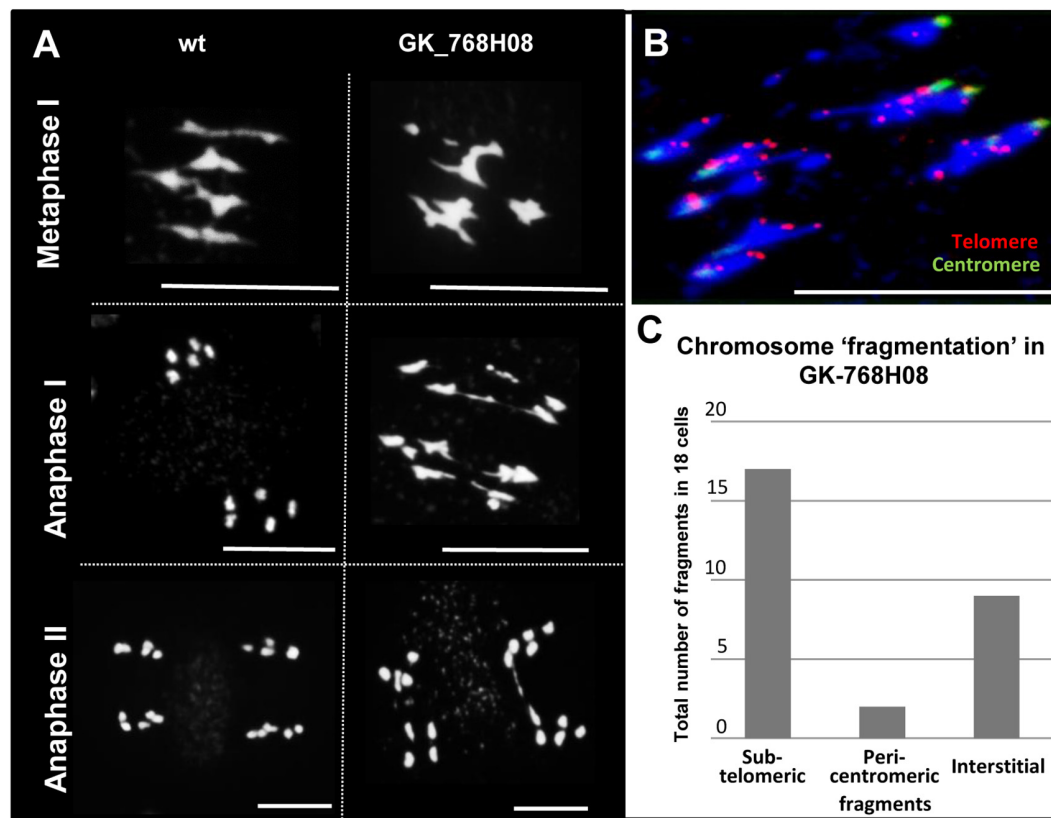 A
wt
GK_768H08
Metaphase I
Anaphase I
Anaphase II
B
Telomere
Centromere
C
Chromosome ‘fragmentation’ in
GK-768H08
Total number of fragments in 18 cells
20
15
10
5
0
Sub-
telomeric
Peri-
centromeric
Interstitial
fragments